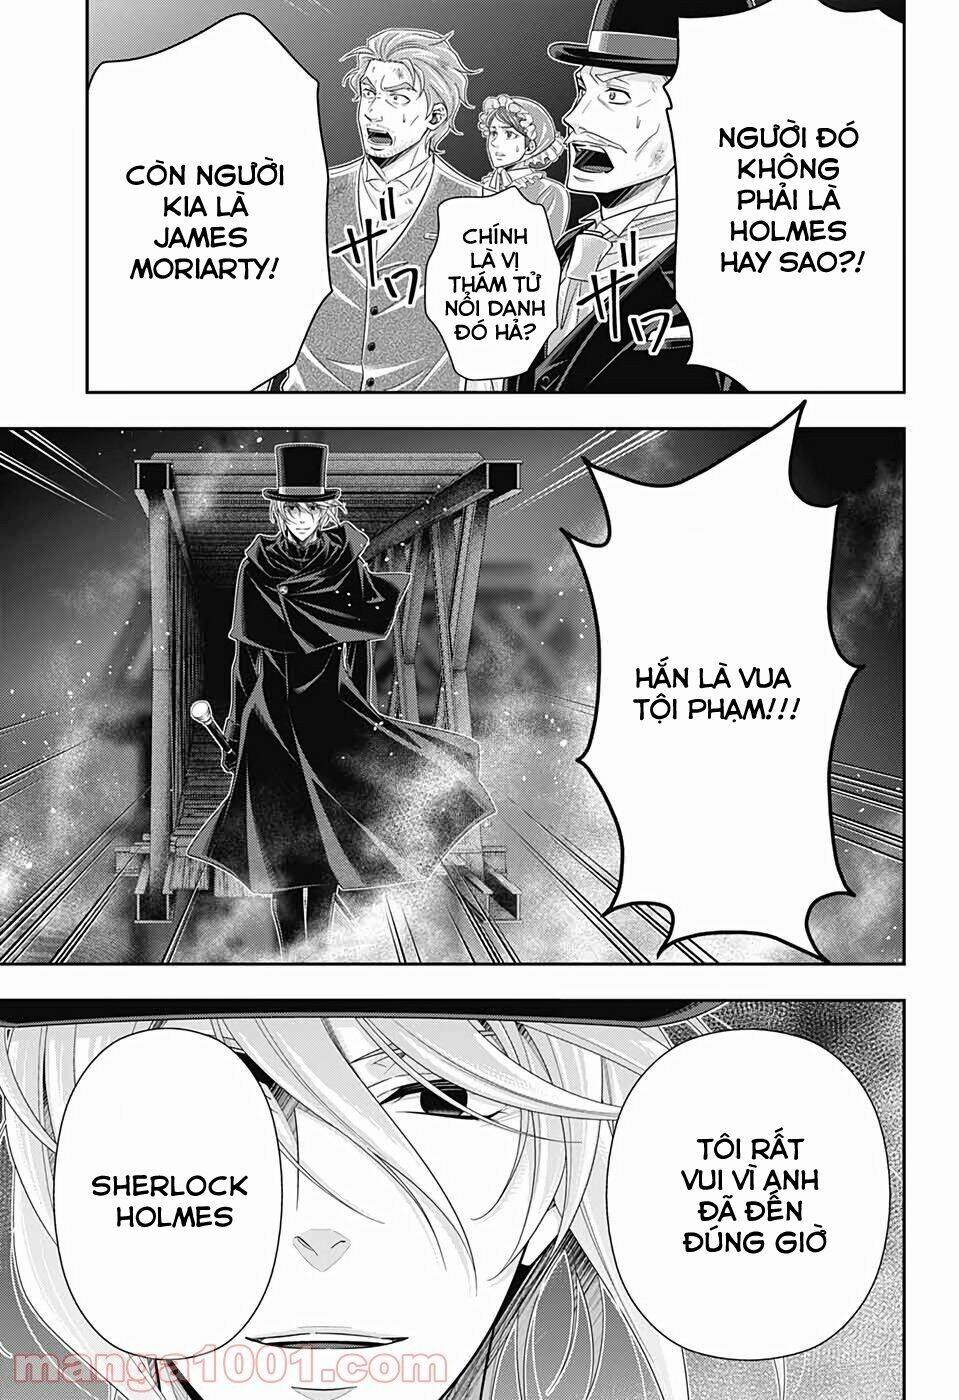 NGƯỜI ĐÓ
KHÔNG
PHẢI LÀ
HOLMES
HAY SAO?!
CHÍNH
LÀ VỊ
THÁM TỬ
NỔI DANH
ĐÓ HẢ?
CÒN NGƯỜI
KIA LÀ
JAMES
MORIARTY!
ザワ
ザワ
HẮN LÀ VUA
TỘI PHẠM!!!
TÔI RẤT
VUI VÌ ANH
ĐÃ ĐẾN
ĐÚNG GIỜ
SHERLOCK
HOLMES
manga1001.com